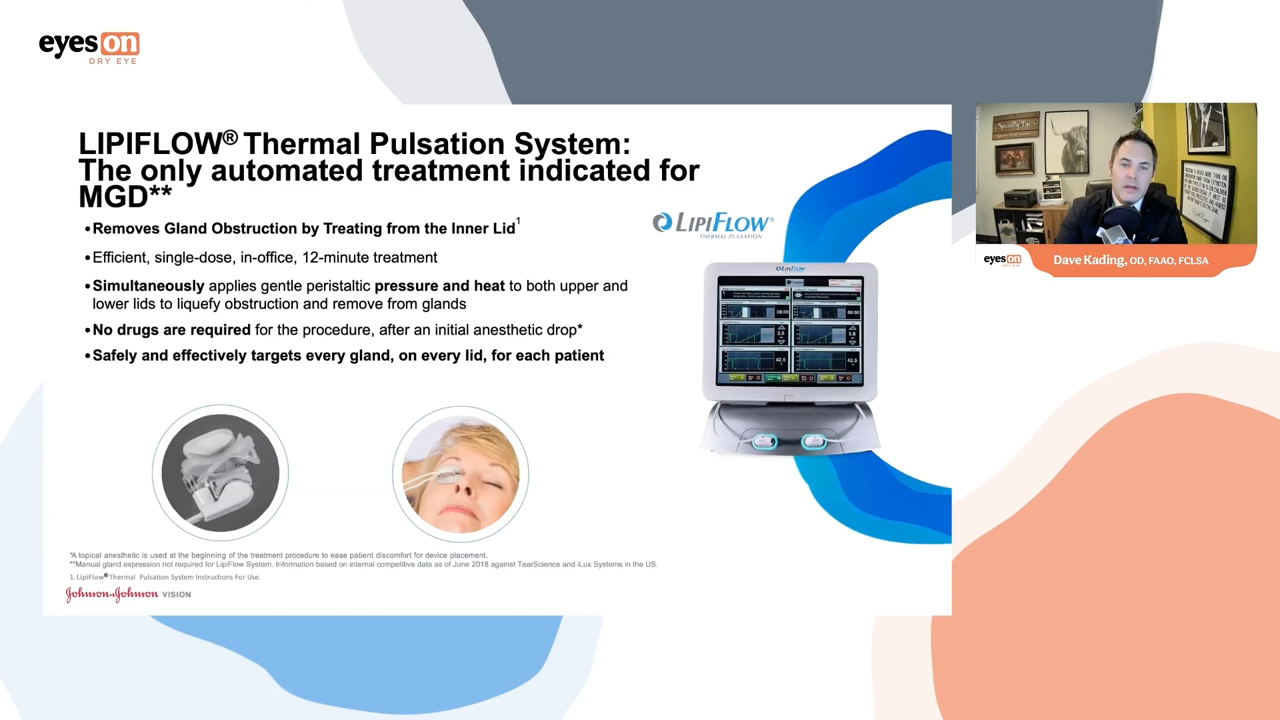 eyes on
DRY EYE
LIPIFLOW® Thermal Pulsation System:
The only automated treatment indicated for
MGD**
•Removes Gland Obstruction by Treating from the Inner Lid1
•Efficient, single-dose, in-office, 12-minute treatment
•Simultaneously applies gentle peristaltic pressure and heat to both upper and
lower lids to liquefy obstruction and remove from glands
•No drugs are required for the procedure, after an initial anesthetic drop*
•Safely and effectively targets every gland, on every lid, for each patient
LIPIFLOW®
THERMAL PULSATION
LIPIFLOW
*A topical anesthetic is used at the beginning of the treatment procedure to ease patient discomfort for device placement.
**Manual gland expression not required for LipiFlow System. Information based on internal competitive data as of June 2018 against TearScience and iLux Systems in the US.
1. LipiFlow® Thermal Pulsation System Instructions For Use.
Johnson & Johnson VISION
eyes on
DRY EYE
Dave Kading, OD, FAAO, FCLSA